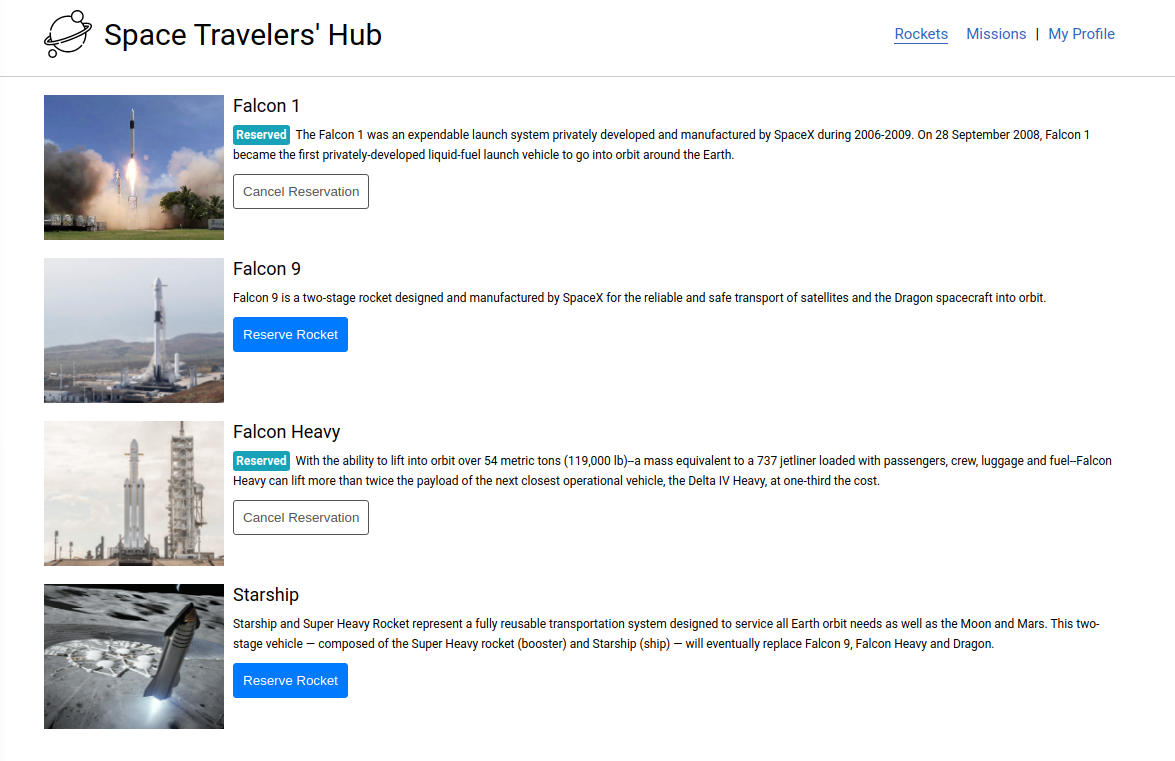 Space Travelers' Hub
Rockets Missions | My Profile
Falcon 1
Reserved The Falcon 1 was an expendable launch system privately developed and manufactured by SpaceX during 2006-2009. On 28 September 2008, Falcon 1
became the first privately-developed liquid-fuel launch vehicle to go into orbit around the Earth.
Cancel Reservation
Falcon 9
Falcon 9 is a two-stage rocket designed and manufactured by SpaceX for the reliable and safe transport of satellites and the Dragon spacecraft into orbit.
Reserve Rocket
Falcon Heavy
Reserved With the ability to lift into orbit over 54 metric tons (119,000 lb)--a mass equivalent to a 737 jetliner loaded with passengers, crew, luggage and fuel--Falcon
Heavy can lift more than twice the payload of the next closest operational vehicle, the Delta IV Heavy, at one-third the cost.
Cancel Reservation
Starship
Starship and Super Heavy Rocket represent a fully reusable transportation system designed to service all Earth orbit needs as well as the Moon and Mars. This two-
stage vehicle — composed of the Super Heavy rocket (booster) and Starship (ship) — will eventually replace Falcon 9, Falcon Heavy and Dragon.
Reserve Rocket